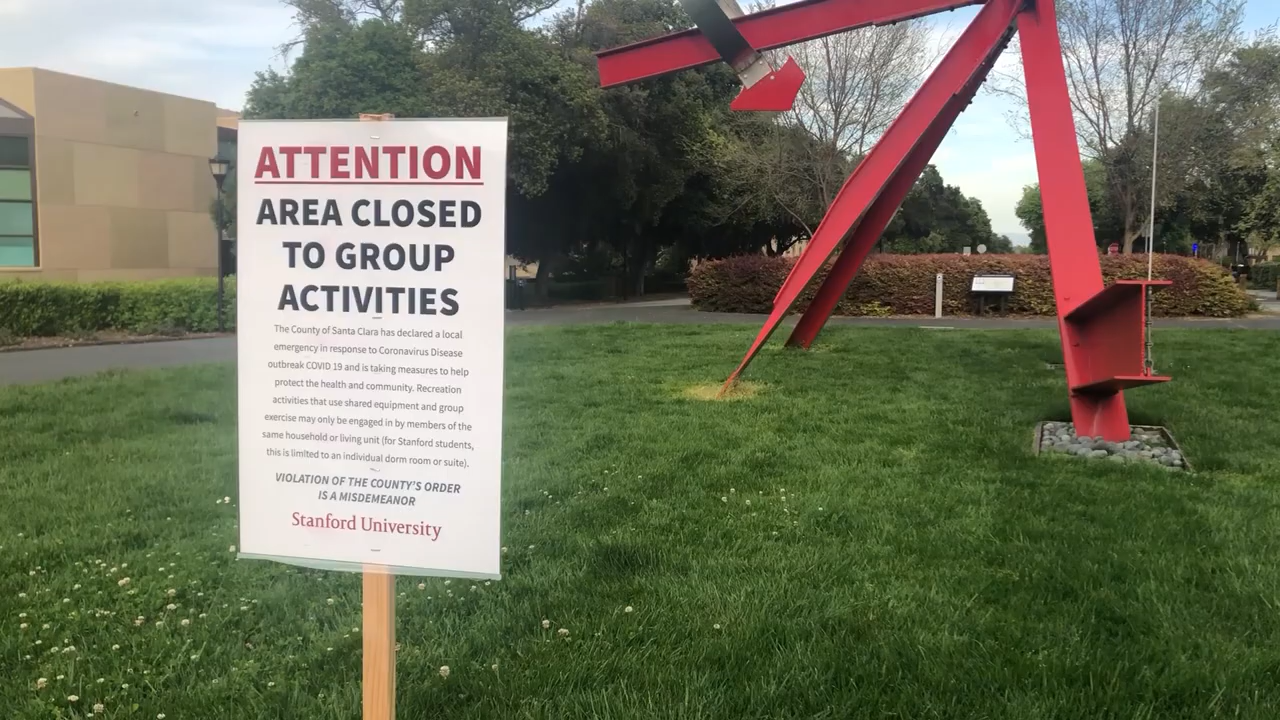 ATTENTION
AREA CLOSED
TO GROUP
ACTIVITIES
The County of Santa Clara has declared a local
emergency in response to Coronavirus Disease
outbreak COVID 19 and is taking measures to help
protect the health and community. Recreation
activities that use shared equipment and group
exercise may only be engaged in by members of the
same household or living unit (for Stanford students,
this is limited to an individual dorm room or suite).
VIOLATION OF THE COUNTY'S ORDER
IS A MISDEMEANOR
Stanford University